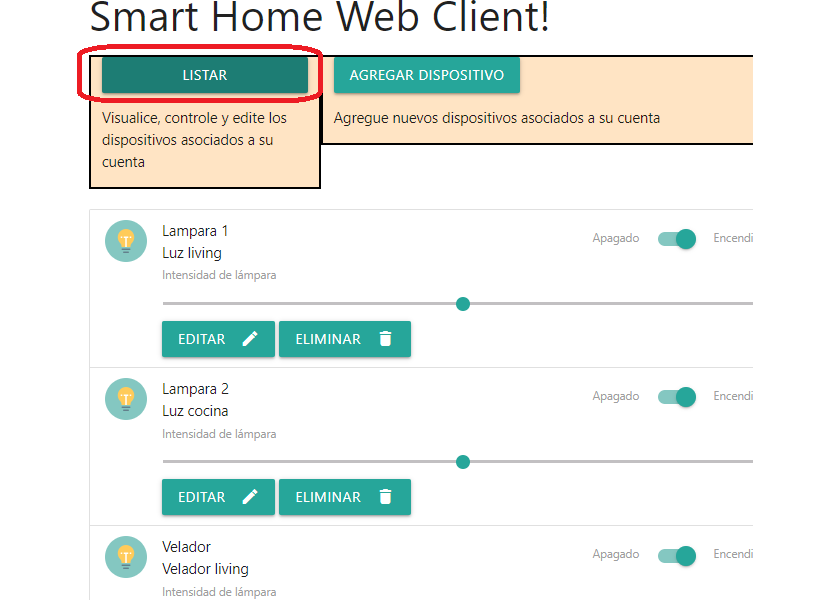 Smart Home Web Client!
LISTAR
AGREGAR DISPOSITIVO
Visualice, controle y edite los
dispositivos asociados a su
cuenta
Agregue nuevos dispositivos asociados a su cuenta
Lampara 1
Luz living
Intensidad de lámpara
Apagado
Encendi
EDITAR
ELIMINAR
Lampara 2
Luz cocina
Intensidad de lámpara
Apagado
Encendi
EDITAR
ELIMINAR
Velador
Velador living
Intensidad de lámpara
Apagado
Encendi